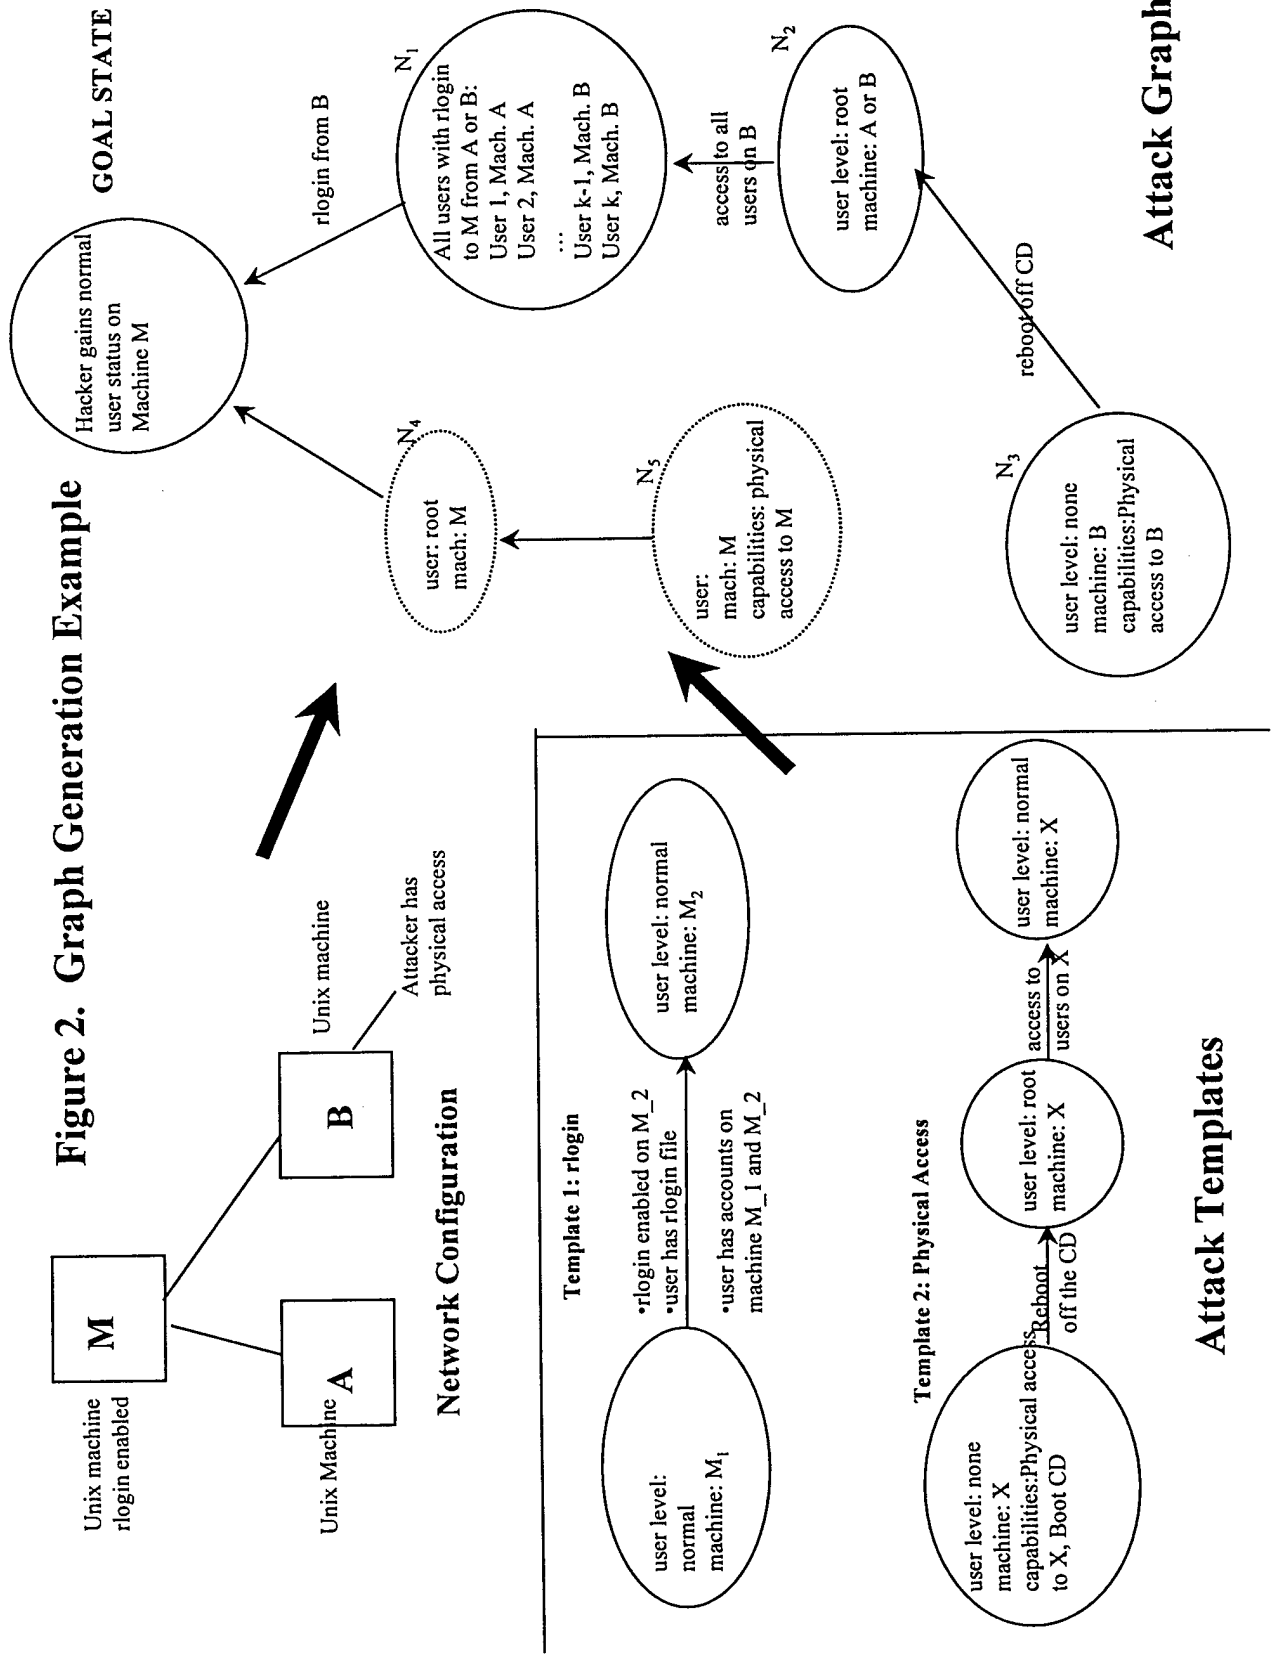 Figure 2. Graph Generation Example
Unix machine
rlogin enabled
M
Unix Machine
A
B
Unix machine
Attacker has
physical access
Network Configuration
GOAL STATE
Hacker gains normal
user status on
Machine M
rlogin from B
N₁
All users with rlogin
to M from A or B:
User 1, Mach. A
User 2, Mach. A
...
User k-1, Mach. B
User k, Mach. B
N₄
user: root
mach: M
access to all
users on B
N₂
user level: root
machine: A or B
N₅
user:
mach: M
capabilities: physical
access to M
reboot off CD
N₃
user level: none
machine: B
capabilities:Physical
access to B
Attack Graph
Template 1: rlogin
user level:
normal
machine: M₁
•rlogin enabled on M_2
•user has rlogin file
•user has accounts on
machine M_1 and M_2
user level: normal
machine: M₂
Template 2: Physical Access
user level: none
machine: X
capabilities:Physical access
to X, Boot CD
Reboot
off the CD
user level: root
machine: X
access to
users on X
user level: normal
machine: X
Attack Templates